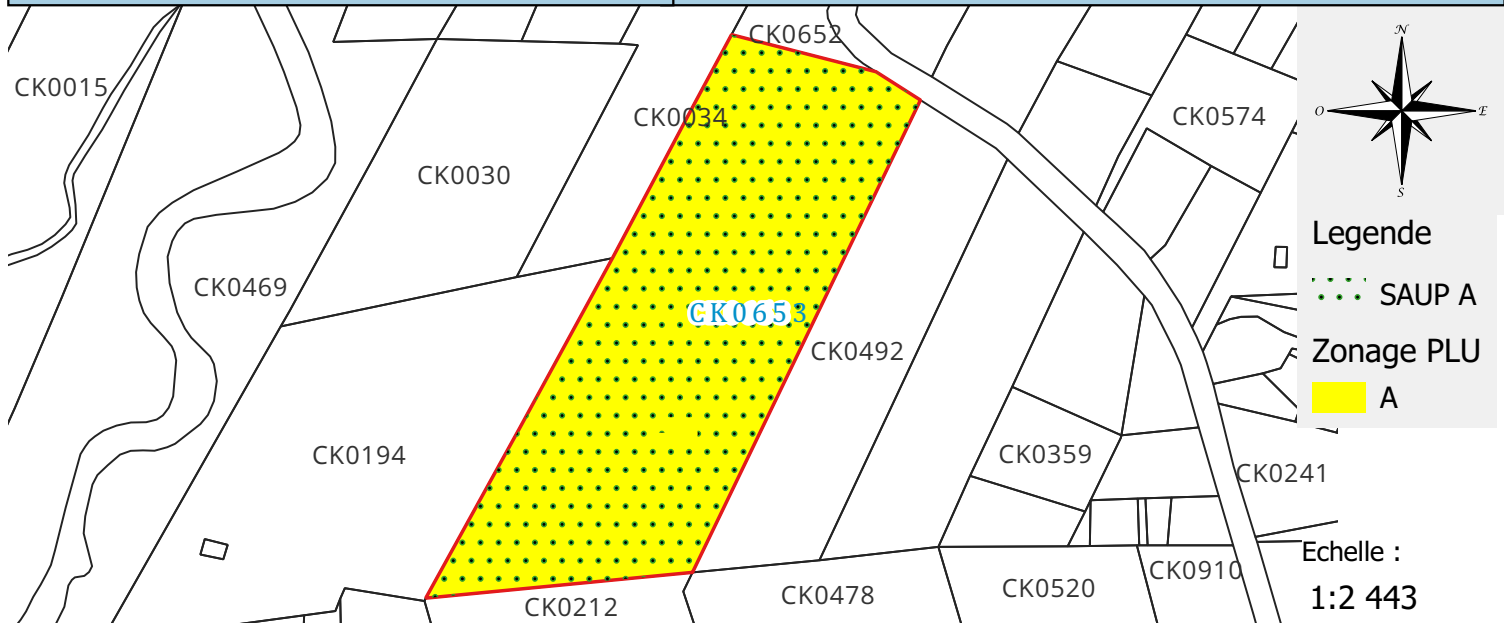 CK0652
N
CK0015
CK0034
CK0574
O
E
CK0030
S
Legende
CK0469
SAUP A
CK0653
Zonage PLU
CK0492
A
CK0194
CK0359
CK0241
Echelle :
CK0910
CK0520
CK0478
CK0212
1:2 443